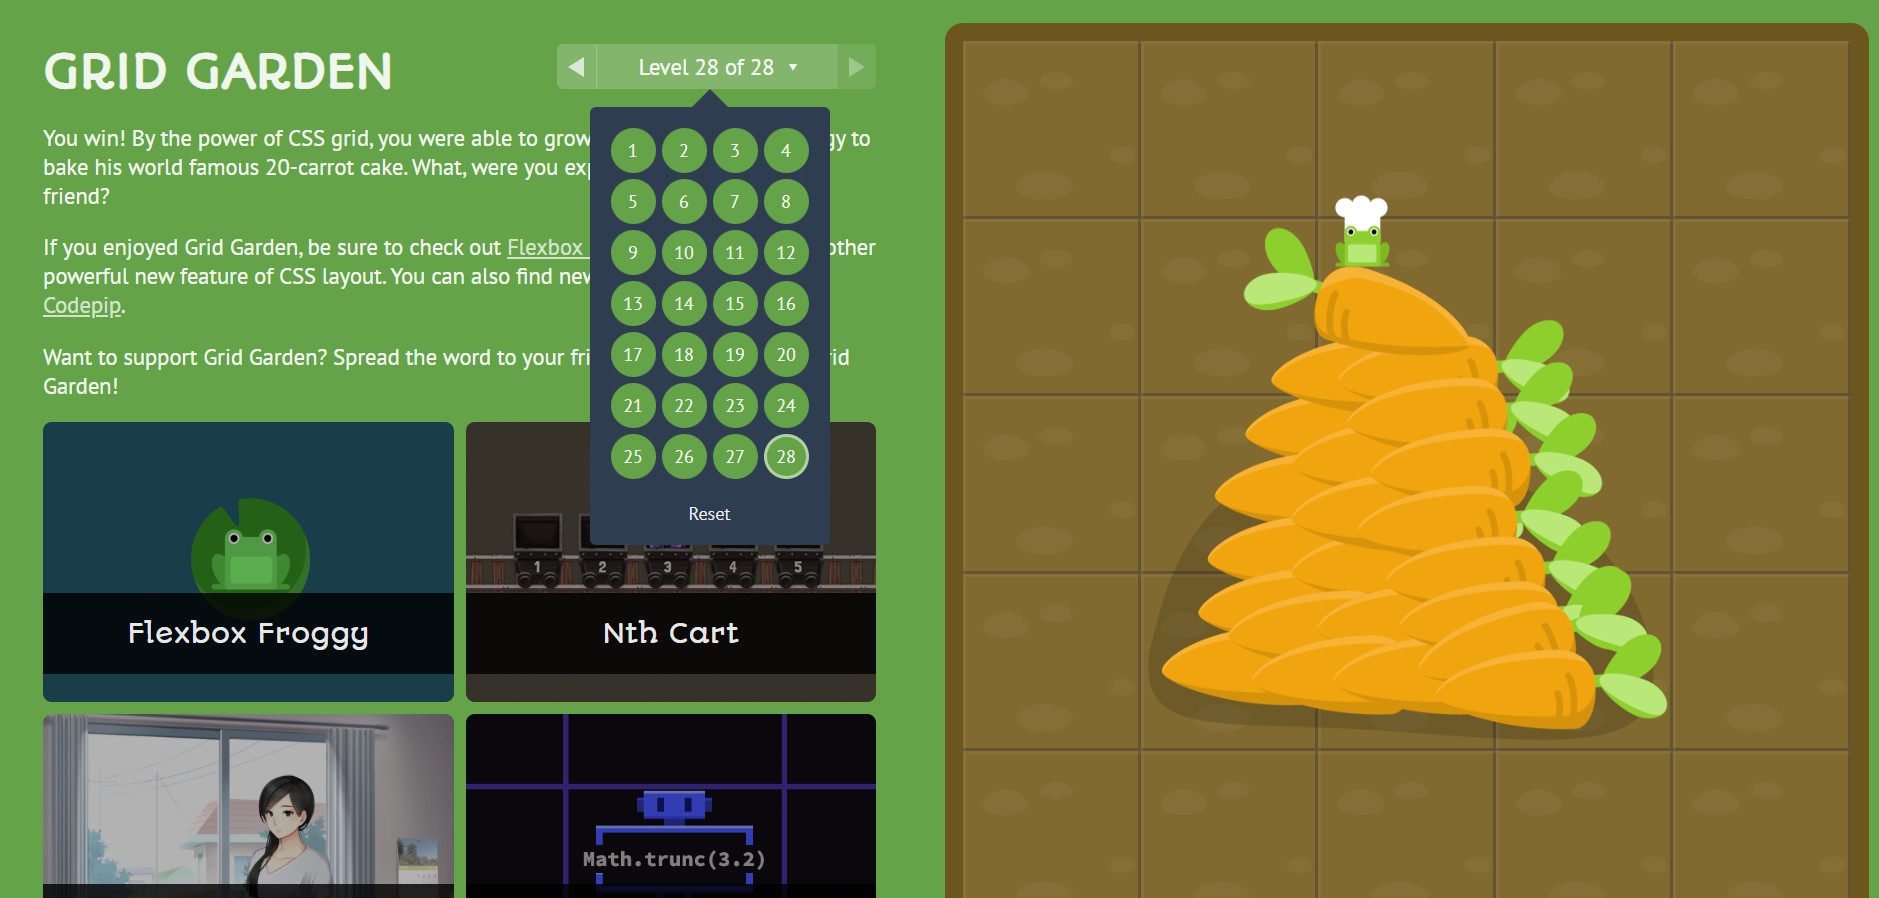 GRID GARDEN
Level 28 of 28
You win! By the power of CSS grid, you were able to grow
gy to
bake his world famous 20-carrot cake. What, were you
friend?
If you enjoyed Grid Garden, be sure to check out Flexbox
other
powerful new feature of CSS layout. You can also find
Codepip.
Want to support Grid Garden? Spread the word to your
Garden!
1 2 3 4
5 6 7 8
9 10 11 12
13 14 15 16
17 18 19 20
21 22 23 24
25 26 27 28
Reset
Flexbox Froggy
1 2 3 4 5
Nth Cart
Math.trunc(3.2)